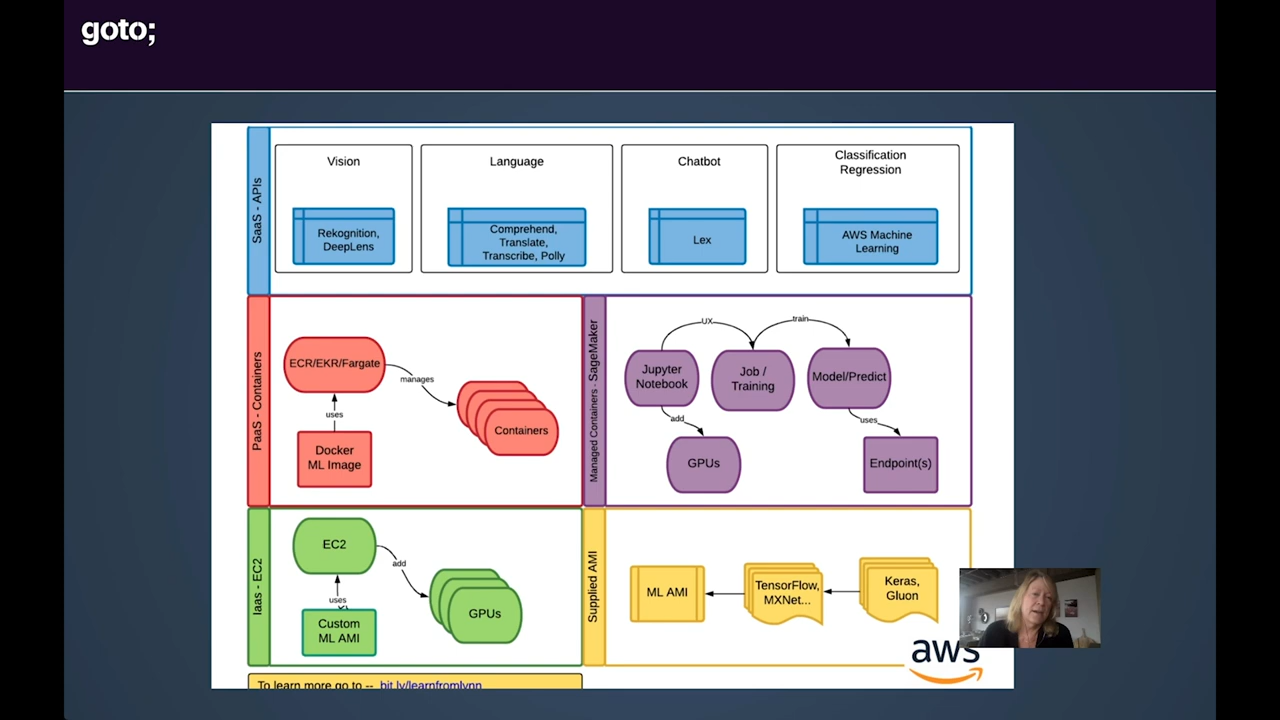 goto;
SaaS - APIs
Vision
Rekognition,
DeepLens
Language
Comprehend,
Translate,
Transcribe, Polly
Chatbot
Lex
Classification
Regression
AWS Machine
Learning
PaaS - Containers
ECR/EKR/Fargate
manages
uses
Containers
Docker
ML Image
Managed Containers - SageMaker
UX
train
Jupyter
Notebook
Job /
Training
Model/Predict
add
uses
GPUs
Endpoint(s)
Iaas - EC2
EC2
add
uses
GPUs
Custom
ML AMI
Supplied AMI
ML AMI
TensorFlow,
MXNet...
Keras,
Gluon
aws
To learn more go to -- bit.ly/learnfromlynn